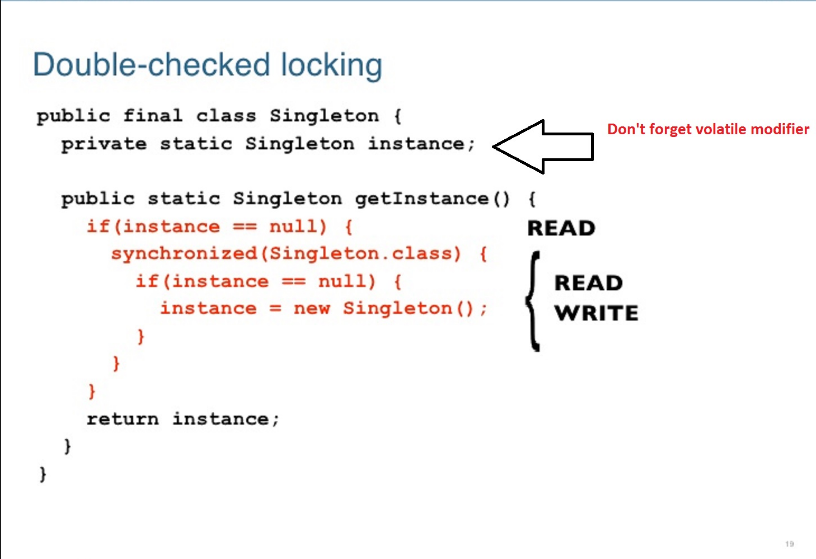 Double-checked locking
public final class Singleton {
private static Singleton instance;
Don't forget volatile modifier
public static Singleton getInstance() {
if(instance == null) {
READ
synchronized(Singleton.class) {
if(instance == null) {
READ
instance = new Singleton();
WRITE
}
}
}
return instance;
}
}
19